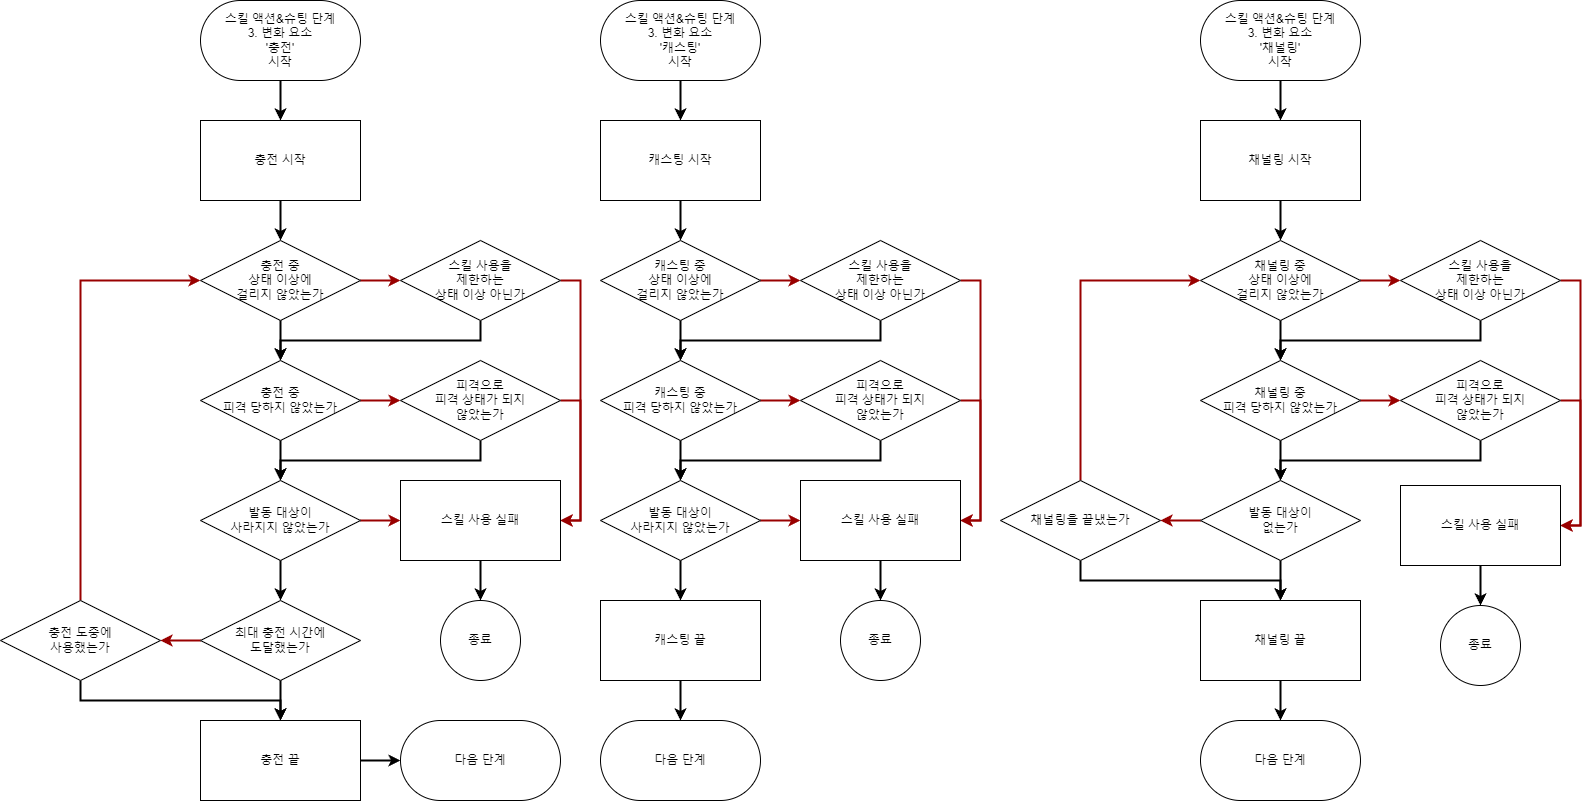 스킬 액션&슈팅 단계
3. 변화 요소
'충전'
시작
충전 시작
충전 중
상태 이상에
걸리지 않았는가
스킬 사용을
제한하는
상태 이상 아닌가
충전 중
피격 당하지 않았는가
피격으로
피격 상태가 되지
않았는가
발동 대상이
사라지지 않았는가
스킬 사용 실패
충전 도중에
사용했는가
최대 충전 시간에
도달했는가
종료
충전 끝
다음 단계
스킬 액션&슈팅 단계
3. 변화 요소
'캐스팅'
시작
캐스팅 시작
캐스팅 중
상태 이상에
걸리지 않았는가
스킬 사용을
제한하는
상태 이상 아닌가
캐스팅 중
피격 당하지 않았는가
피격으로
피격 상태가 되지
않았는가
발동 대상이
사라지지 않았는가
스킬 사용 실패
캐스팅 끝
종료
다음 단계
스킬 액션&슈팅 단계
3. 변화 요소
'채널링'
시작
채널링 시작
채널링 중
상태 이상에
걸리지 않았는가
스킬 사용을
제한하는
상태 이상 아닌가
채널링 중
피격 당하지 않았는가
피격으로
피격 상태가 되지
않았는가
채널링을 끝냈는가
발동 대상이
없는가
스킬 사용 실패
채널링 끝
종료
다음 단계